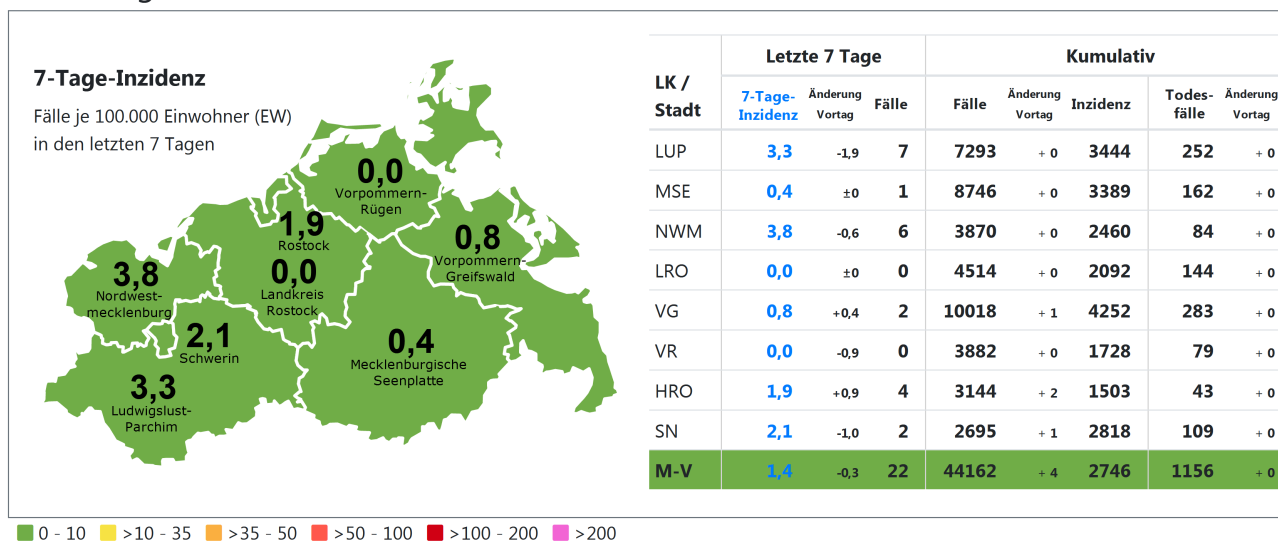 7-Tage-Inzidenz
Fälle je 100.000 Einwohner (EW)
in den letzten 7 Tagen
0,0
Vorpommern-
Rügen
1,9
Rostock
0,8
Vorpommern-
Greifswald
0,0
Landkreis
Rostock
3,8
Nordwest-
mecklenburg
2,1
Schwerin
0,4
Mecklenburgische
Seenplatte
3,3
Ludwigslust-
Parchim
LK / Stadt Letzte 7 Tage Kumulativ
7-Tage-Inzidenz Änderung Vortag Fälle Fälle Änderung Vortag Inzidenz Todes-fälle Änderung Vortag
LUP 3,3 -1,9 7 7293 + 0 3444 252 + 0
MSE 0,4 ±0 1 8746 + 0 3389 162 + 0
NWM 3,8 -0,6 6 3870 + 0 2460 84 + 0
LRO 0,0 ±0 0 4514 + 0 2092 144 + 0
VG 0,8 +0,4 2 10018 + 1 4252 283 + 0
VR 0,0 -0,9 0 3882 + 0 1728 79 + 0
HRO 1,9 +0,9 4 3144 + 2 1503 43 + 0
SN 2,1 -1,0 2 2695 + 1 2818 109 + 0
M-V 1,4 -0,3 22 44162 + 4 2746 1156 + 0
0 - 10 >10 - 35 >35 - 50 >50 - 100 >100 - 200 >200